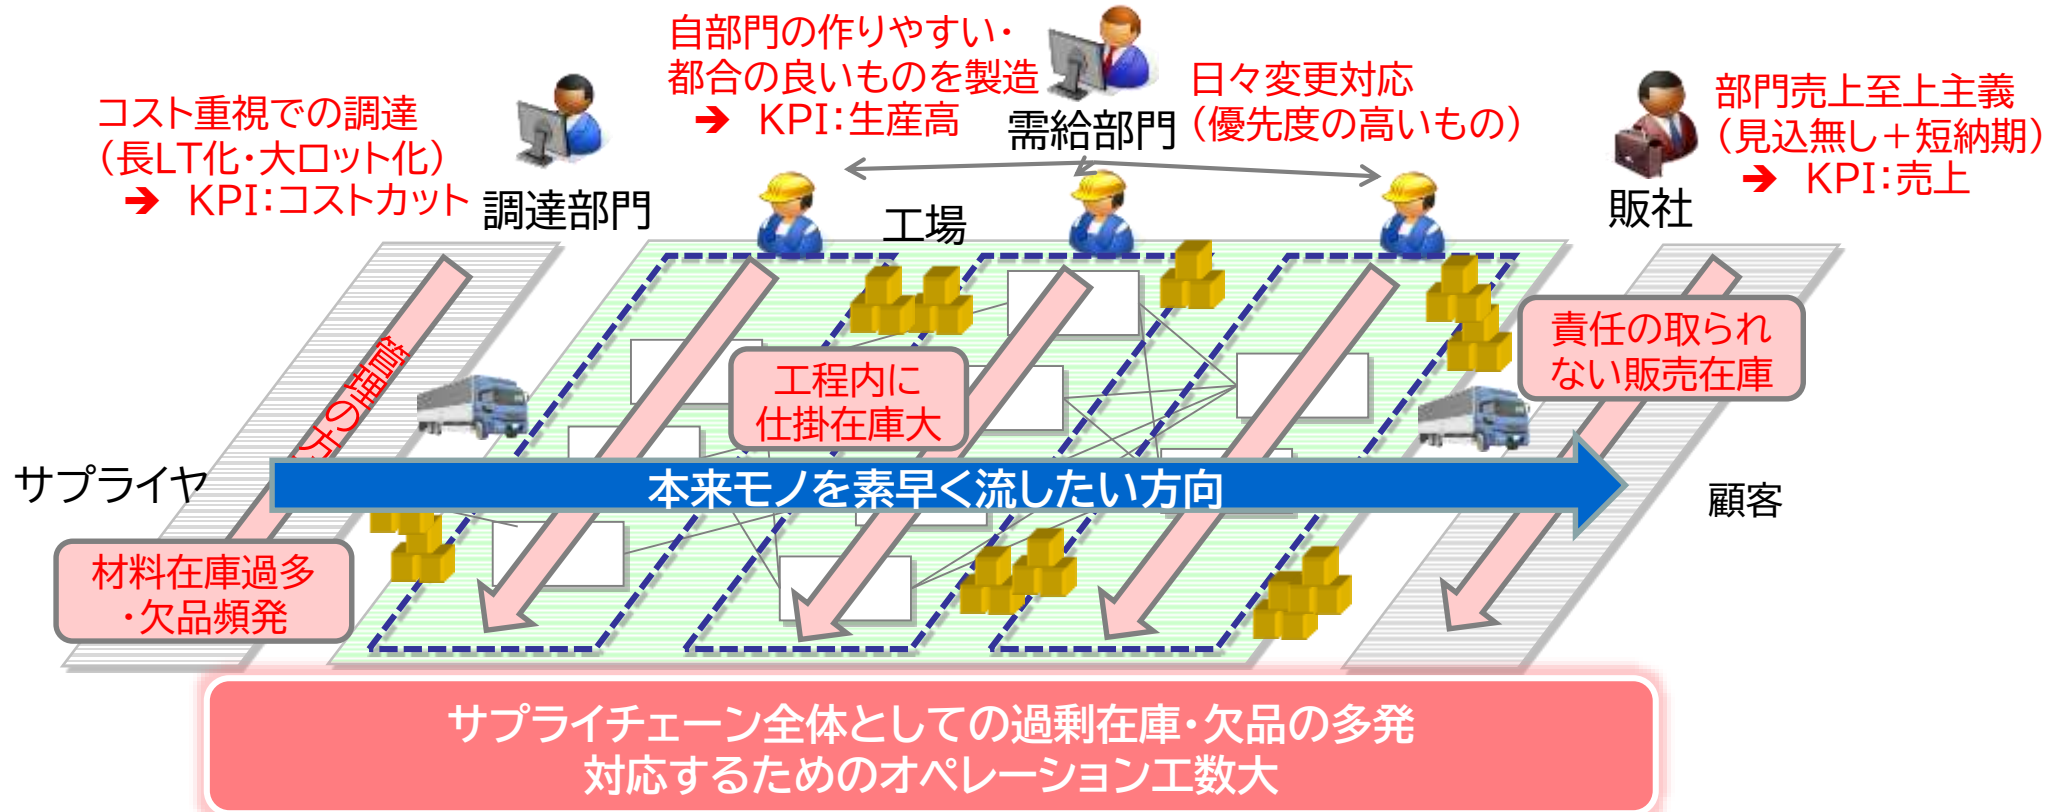 自部門の作りやすい・
都合の良いものを製造
➔ KPI：生産高
コスト重視での調達
（長LT化・大ロット化）
➔ KPI：コストカット
調達部門
需給部門
日々変更対応
（優先度の高いもの）
部門売上至上主義
（見込無し＋短納期）
➔ KPI：売上
販社
工場
管理の方
工程内に
仕掛在庫大
責任の取られ
ない販売在庫
サプライヤ
本来モノを素早く流したい方向
顧客
材料在庫過多
・欠品頻発
サプライチェーン全体としての過剰在庫・欠品の多発
対応するためのオペレーション工数大